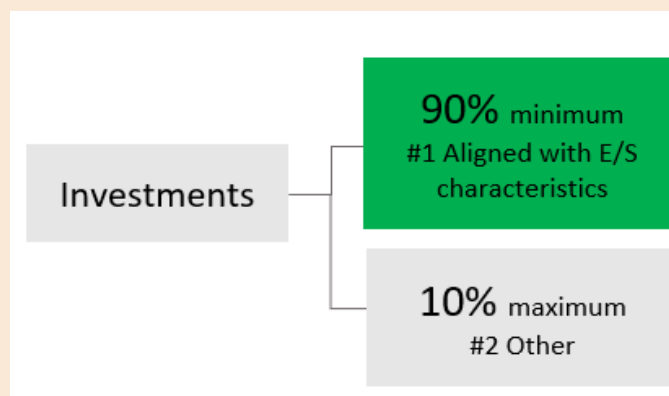 Investments
90% minimum
#1 Aligned with E/S
characteristics
10% maximum
#2 Other